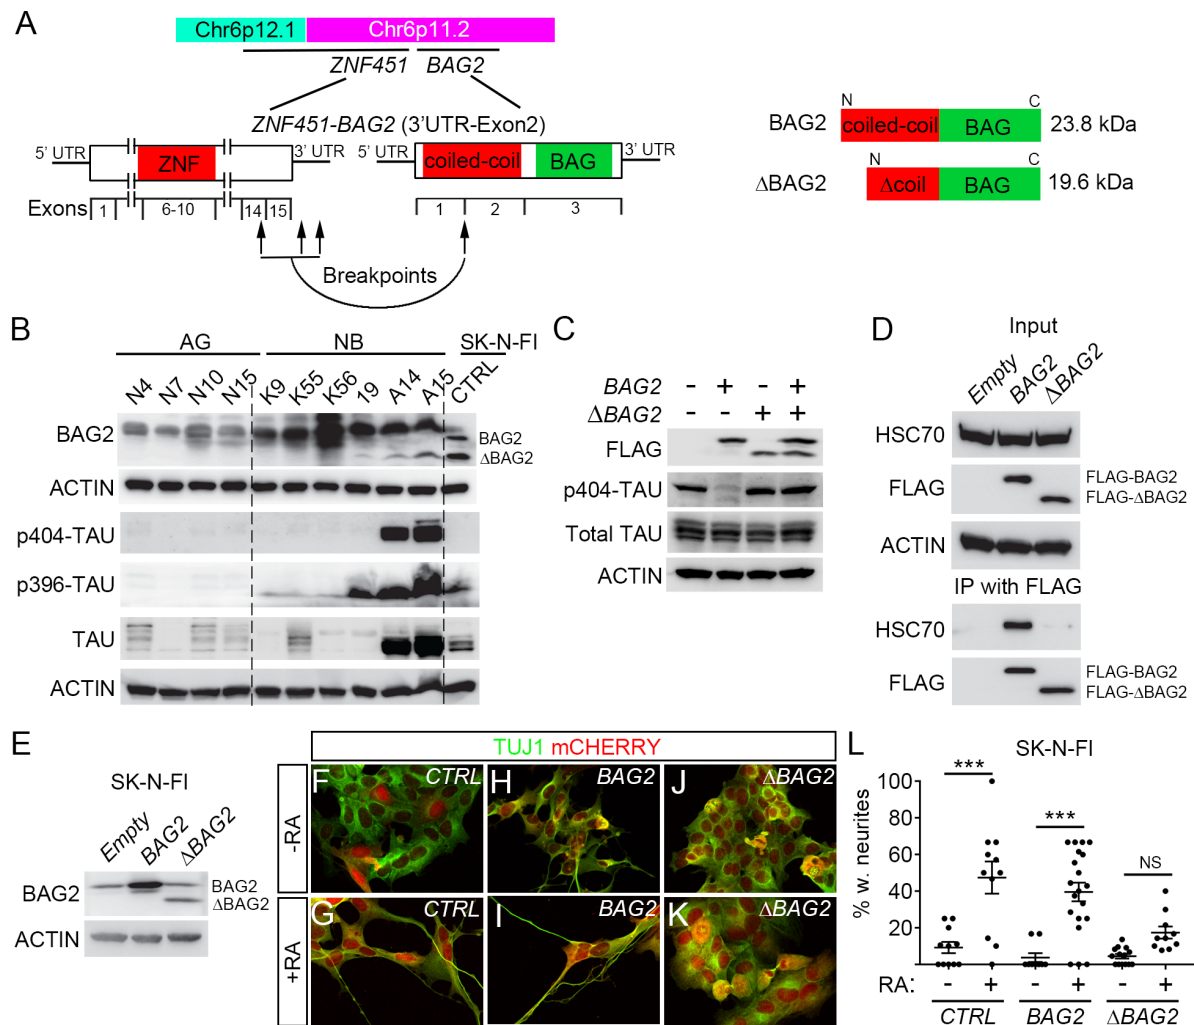 A
Chr6p12.1 Chr6p11.2
ZNF451 BAG2
ZNF451-BAG2 (3'UTR-Exon2)
5' UTR ZNF 3' UTR 5' UTR coiled-coil BAG 3' UTR
Exons 1 6-10 14 15 1 2 3
Breakpoints
N C
BAG2 coiled-coil BAG 23.8 kDa
N C
ΔBAG2 Δcoil BAG 19.6 kDa
B
AG NB SK-N-FI
N4 N7 N10 N15 K9 K55 K56 19 A14 A15 CTRL
BAG2 BAG2
ΔBAG2
ACTIN
p404-TAU
p396-TAU
TAU
ACTIN
C
BAG2 - + - +
ΔBAG2 - - + +
FLAG
p404-TAU
Total TAU
ACTIN
D
Input
Empty BAG2 ΔBAG2
HSC70
FLAG FLAG-BAG2
FLAG-ΔBAG2
ACTIN
IP with FLAG
HSC70
FLAG FLAG-BAG2
FLAG-ΔBAG2
E
SK-N-FI
Empty BAG2 ΔBAG2
BAG2 BAG2
ΔBAG2
ACTIN
TUJ1 mCHERRY
-RA
F CTRL H BAG2 J ΔBAG2
+RA
G CTRL I BAG2 K ΔBAG2
L
SK-N-FI
% w. neurites
100
80
60
40
20
*** *** NS
RA: - + - + - +
CTRL BAG2 ΔBAG2